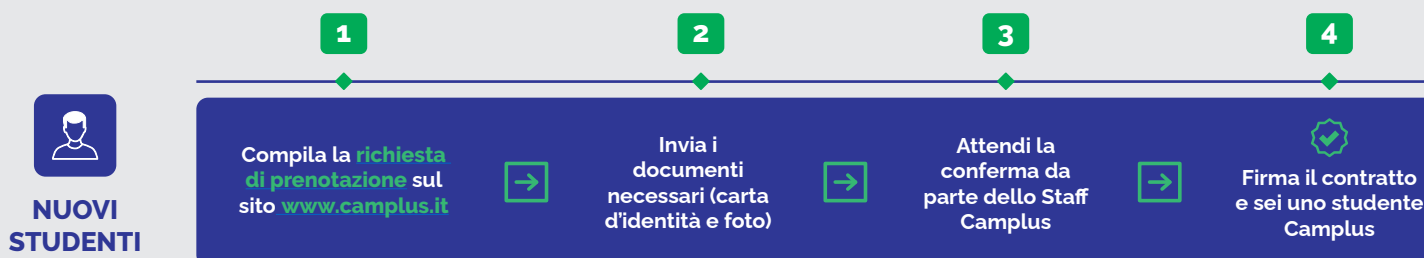 1
2
3
4
NUOVI
STUDENTI
Compila la richiesta
di prenotazione sul
sito www.camplus.it
Invia i
documenti
necessari (carta
d'identità e foto)
Attendi la
conferma da
parte dello Staff
Camplus
Firma il contratto
e sei uno studente
Camplus